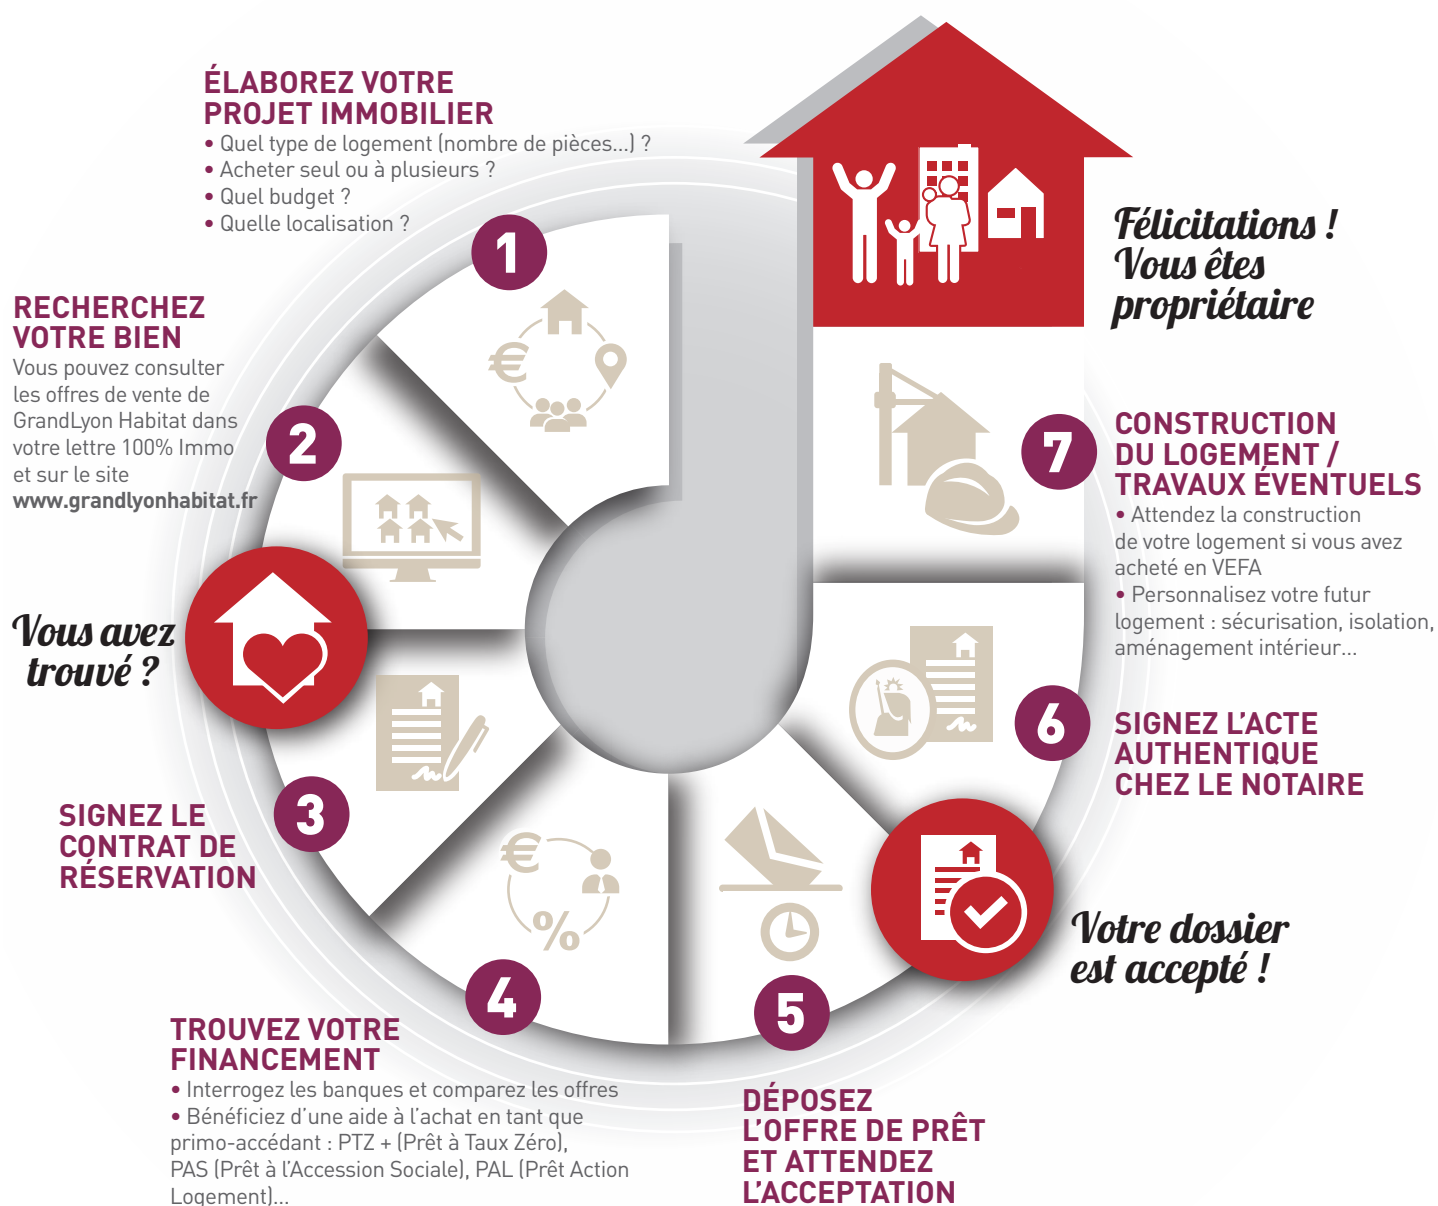 ÉLABOREZ VOTRE
PROJET IMMOBILIER
• Quel type de logement (nombre de pièces...) ?
• Acheter seul ou à plusieurs ?
• Quel budget ?
• Quelle localisation ?
1
RECHERCHEZ
VOTRE BIEN
Vous pouvez consulter
les offres de vente de
GrandLyon Habitat dans
votre lettre 100% Immo
et sur le site
www.grandlyonhabitat.fr
2
Vous avez
trouvé ?
SIGNEZ LE
CONTRAT DE
RÉSERVATION
3
TROUVEZ VOTRE
FINANCEMENT
• Interrogez les banques et comparez les offres
• Bénéficiez d'une aide à l'achat en tant que
primo-accédant : PTZ + (Prêt à Taux Zéro),
PAS (Prêt à l'Accession Sociale), PAL (Prêt Action
Logement)...
4
€
%
5
DÉPOSEZ
L'OFFRE DE PRÊT
ET ATTENDEZ
L'ACCEPTATION
Votre dossier
est accepté !
6
SIGNEZ L'ACTE
AUTHENTIQUE
CHEZ LE NOTAIRE
7
CONSTRUCTION
DU LOGEMENT /
TRAVAUX ÉVENTUELS
• Attendez la construction
de votre logement si vous avez
acheté en VEFA
• Personnalisez votre futur
logement : sécurisation, isolation,
aménagement intérieur...
Félicitations !
Vous êtes
propriétaire
€